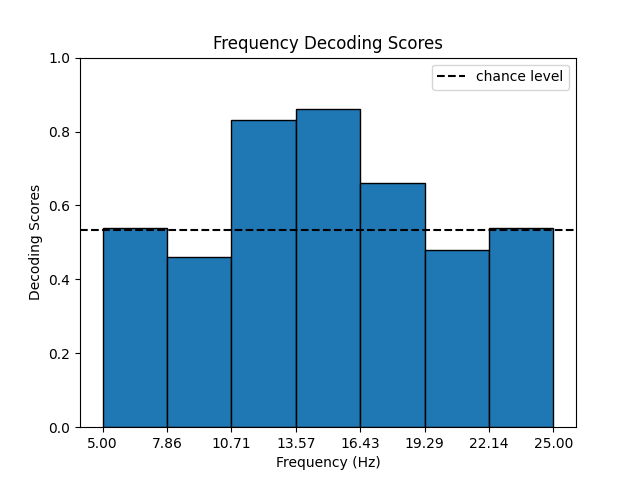 Frequency Decoding Scores
chance level
Decoding Scores
1.0
0.8
0.6
0.4
0.2
0.0
5.00 7.86 10.71 13.57 16.43 19.29 22.14 25.00
Frequency (Hz)